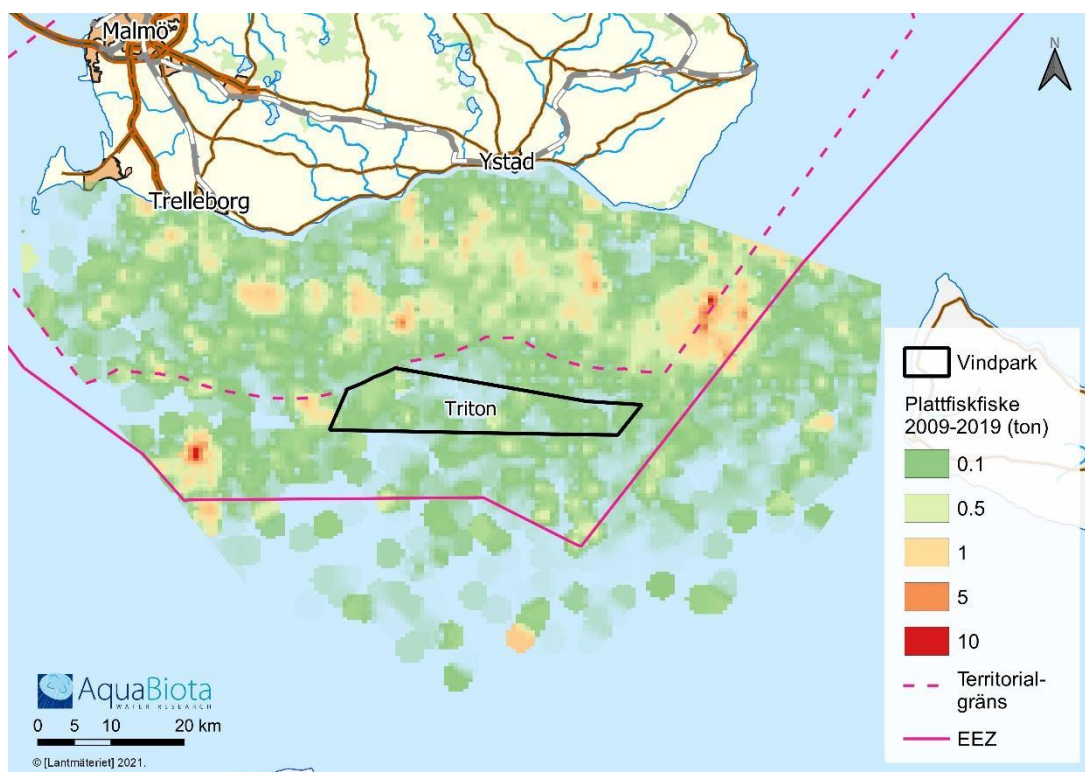 Malmö
N
Ystad
Trelleborg
Triton
Vindpark
Plattfiskfiske
2009-2019 (ton)
0.1
0.5
1
5
10
Territorial-
gräns
EEZ
AquaBiota
WATER RESEARCH
0 5 10 20 km
© [Lantmäteriet] 2021.